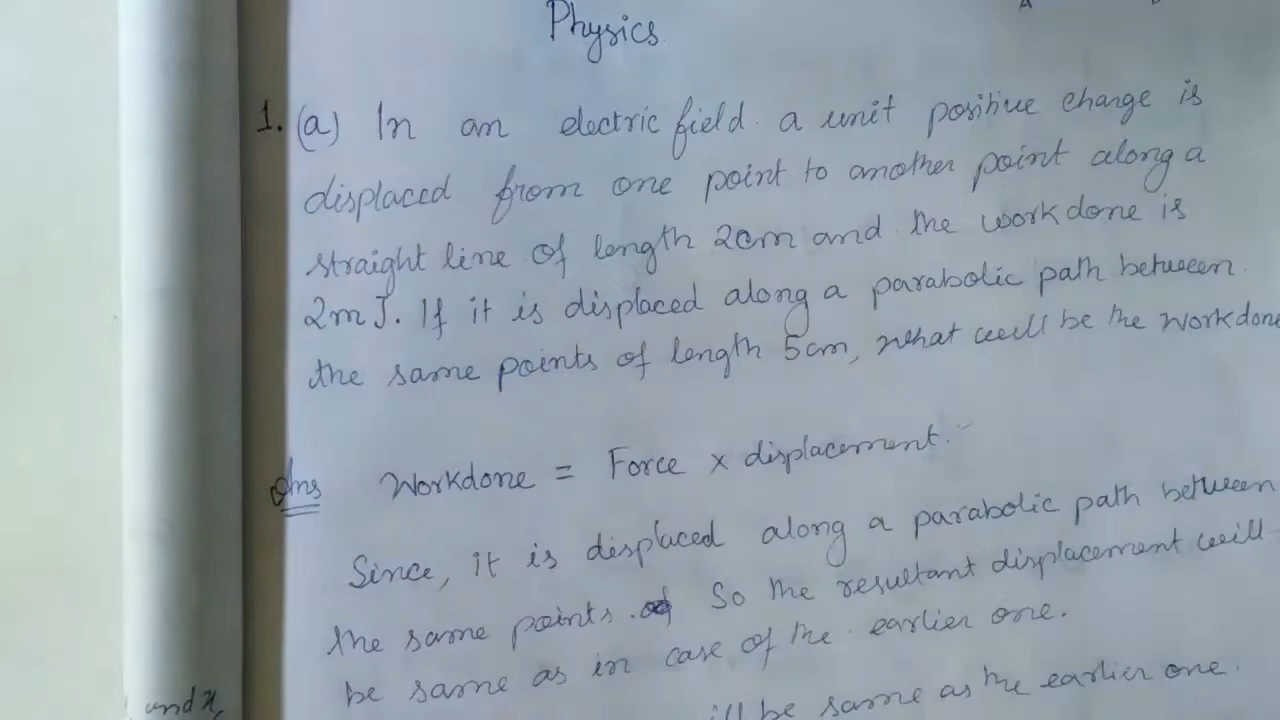 Physics
1. (a) In an electric field a unit positive charge is
displaced from one point to another point along a
straight line of length 2cm and the workdone is
2mJ. If it is displaced along a parabolic path between
the same points of length 5cm, what will be the workdone
Ans Workdone = Force × displacement.
Since, it is displaced along a parabolic path between
the same points. So the resultant displacement will
be same as in case of the earlier one.
will be same as the earlier one.
and x